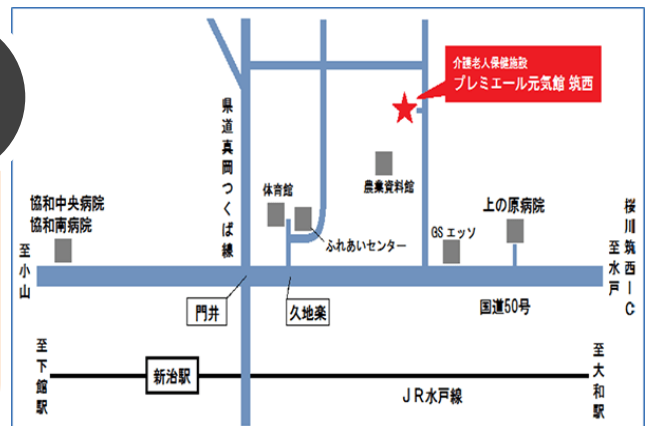 介護老人保健施設
プレミエール元気館 筑西
県道真岡つくば線
農業資料館
体育館
ふれあいセンター
協和中央病院
協和南病院
上の原病院
GSエッソ
至小山
桜川筑西IC
至水戸
門井
久地楽
国道50号
至下館駅
新治駅
JR水戸線
至大和駅